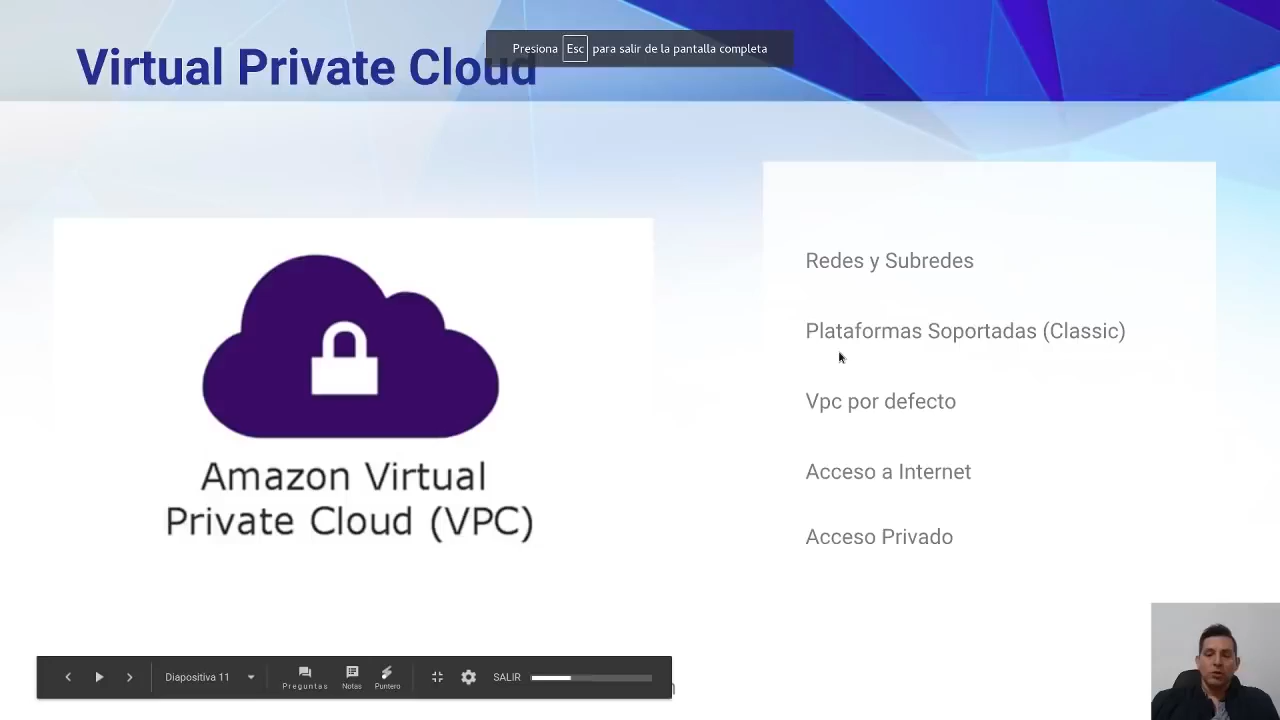 Virtual Private Cloud
Presiona Esc para salir de la pantalla completa
Redes y Subredes
Plataformas Soportadas (Classic)
Vpc por defecto
Acceso a Internet
Acceso Privado
Amazon Virtual
Private Cloud (VPC)
Diapositiva 11
Preguntas
Notas
Puntero
SALIR